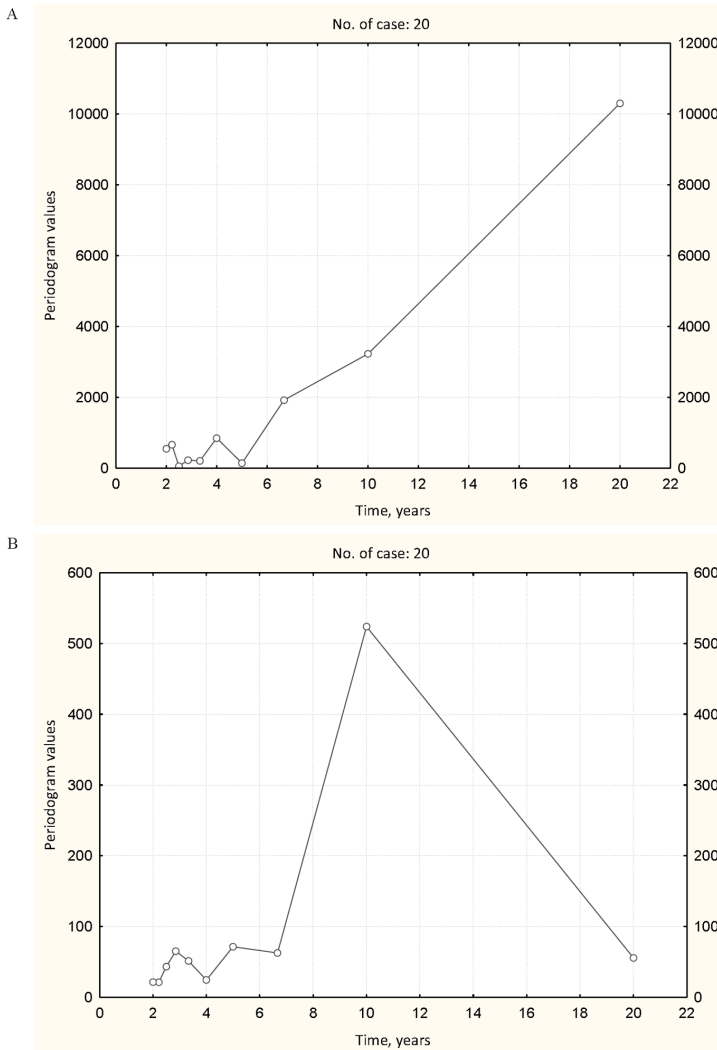 A
No. of case: 20
12000 12000
10000 10000
8000 8000
6000 6000
4000 4000
2000 2000
0 0
Periodogram values
0 2 4 6 8 10 12 14 16 18 20 22
Time, years
B
No. of case: 20
600 600
500 500
400 400
300 300
200 200
100 100
0 0
Periodogram values
0 2 4 6 8 10 12 14 16 18 20 22
Time, years